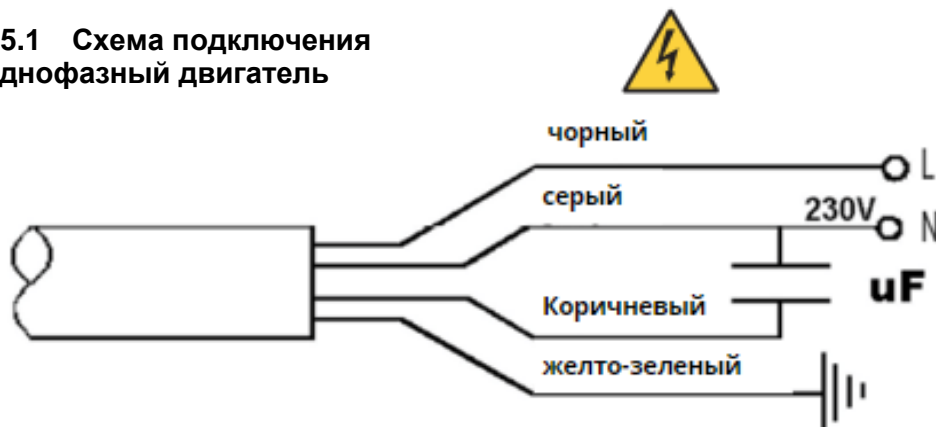 5.1 Схема подключения
днофазный двигатель
чорный
L
серый
230V
N
uF
Коричневый
желто-зеленый